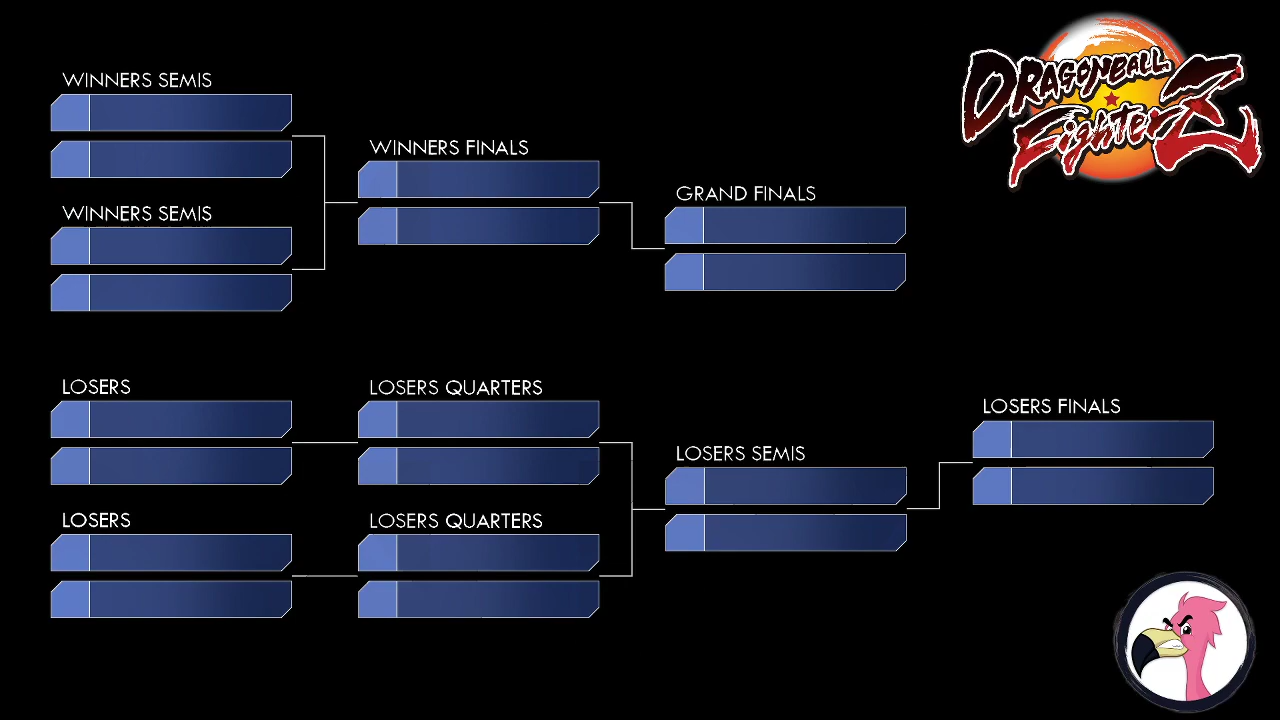 WINNERS SEMIS
WINNERS SEMIS
WINNERS FINALS
GRAND FINALS
DRAGONBALL
FighterZ
LOSERS
LOSERS
LOSERS QUARTERS
LOSERS QUARTERS
LOSERS SEMIS
LOSERS FINALS